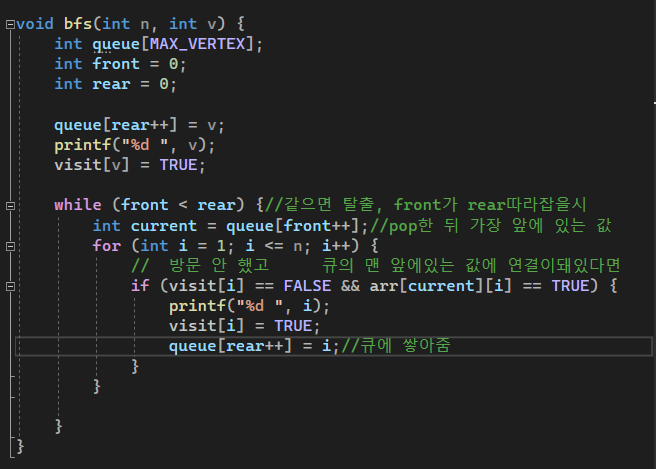 void bfs(int n, int v) {
    int queue[MAX_VERTEX];
    int front = 0;
    int rear = 0;

    queue[rear++] = v;
    printf("%d ", v);
    visit[v] = TRUE;

    while (front < rear) {//같으면 탈출, front가 rear따라잡을시
        int current = queue[front++];//pop한 뒤 가장 앞에 있는 값
        for (int i = 1; i <= n; i++) {
            //  방문 안 했고      큐의 맨 앞에있는 값에 연결이돼있다면
            if (visit[i] == FALSE && arr[current][i] == TRUE) {
                printf("%d ", i);
                visit[i] = TRUE;
                queue[rear++] = i;//큐에 쌓아줌
            }
        }

    }
}